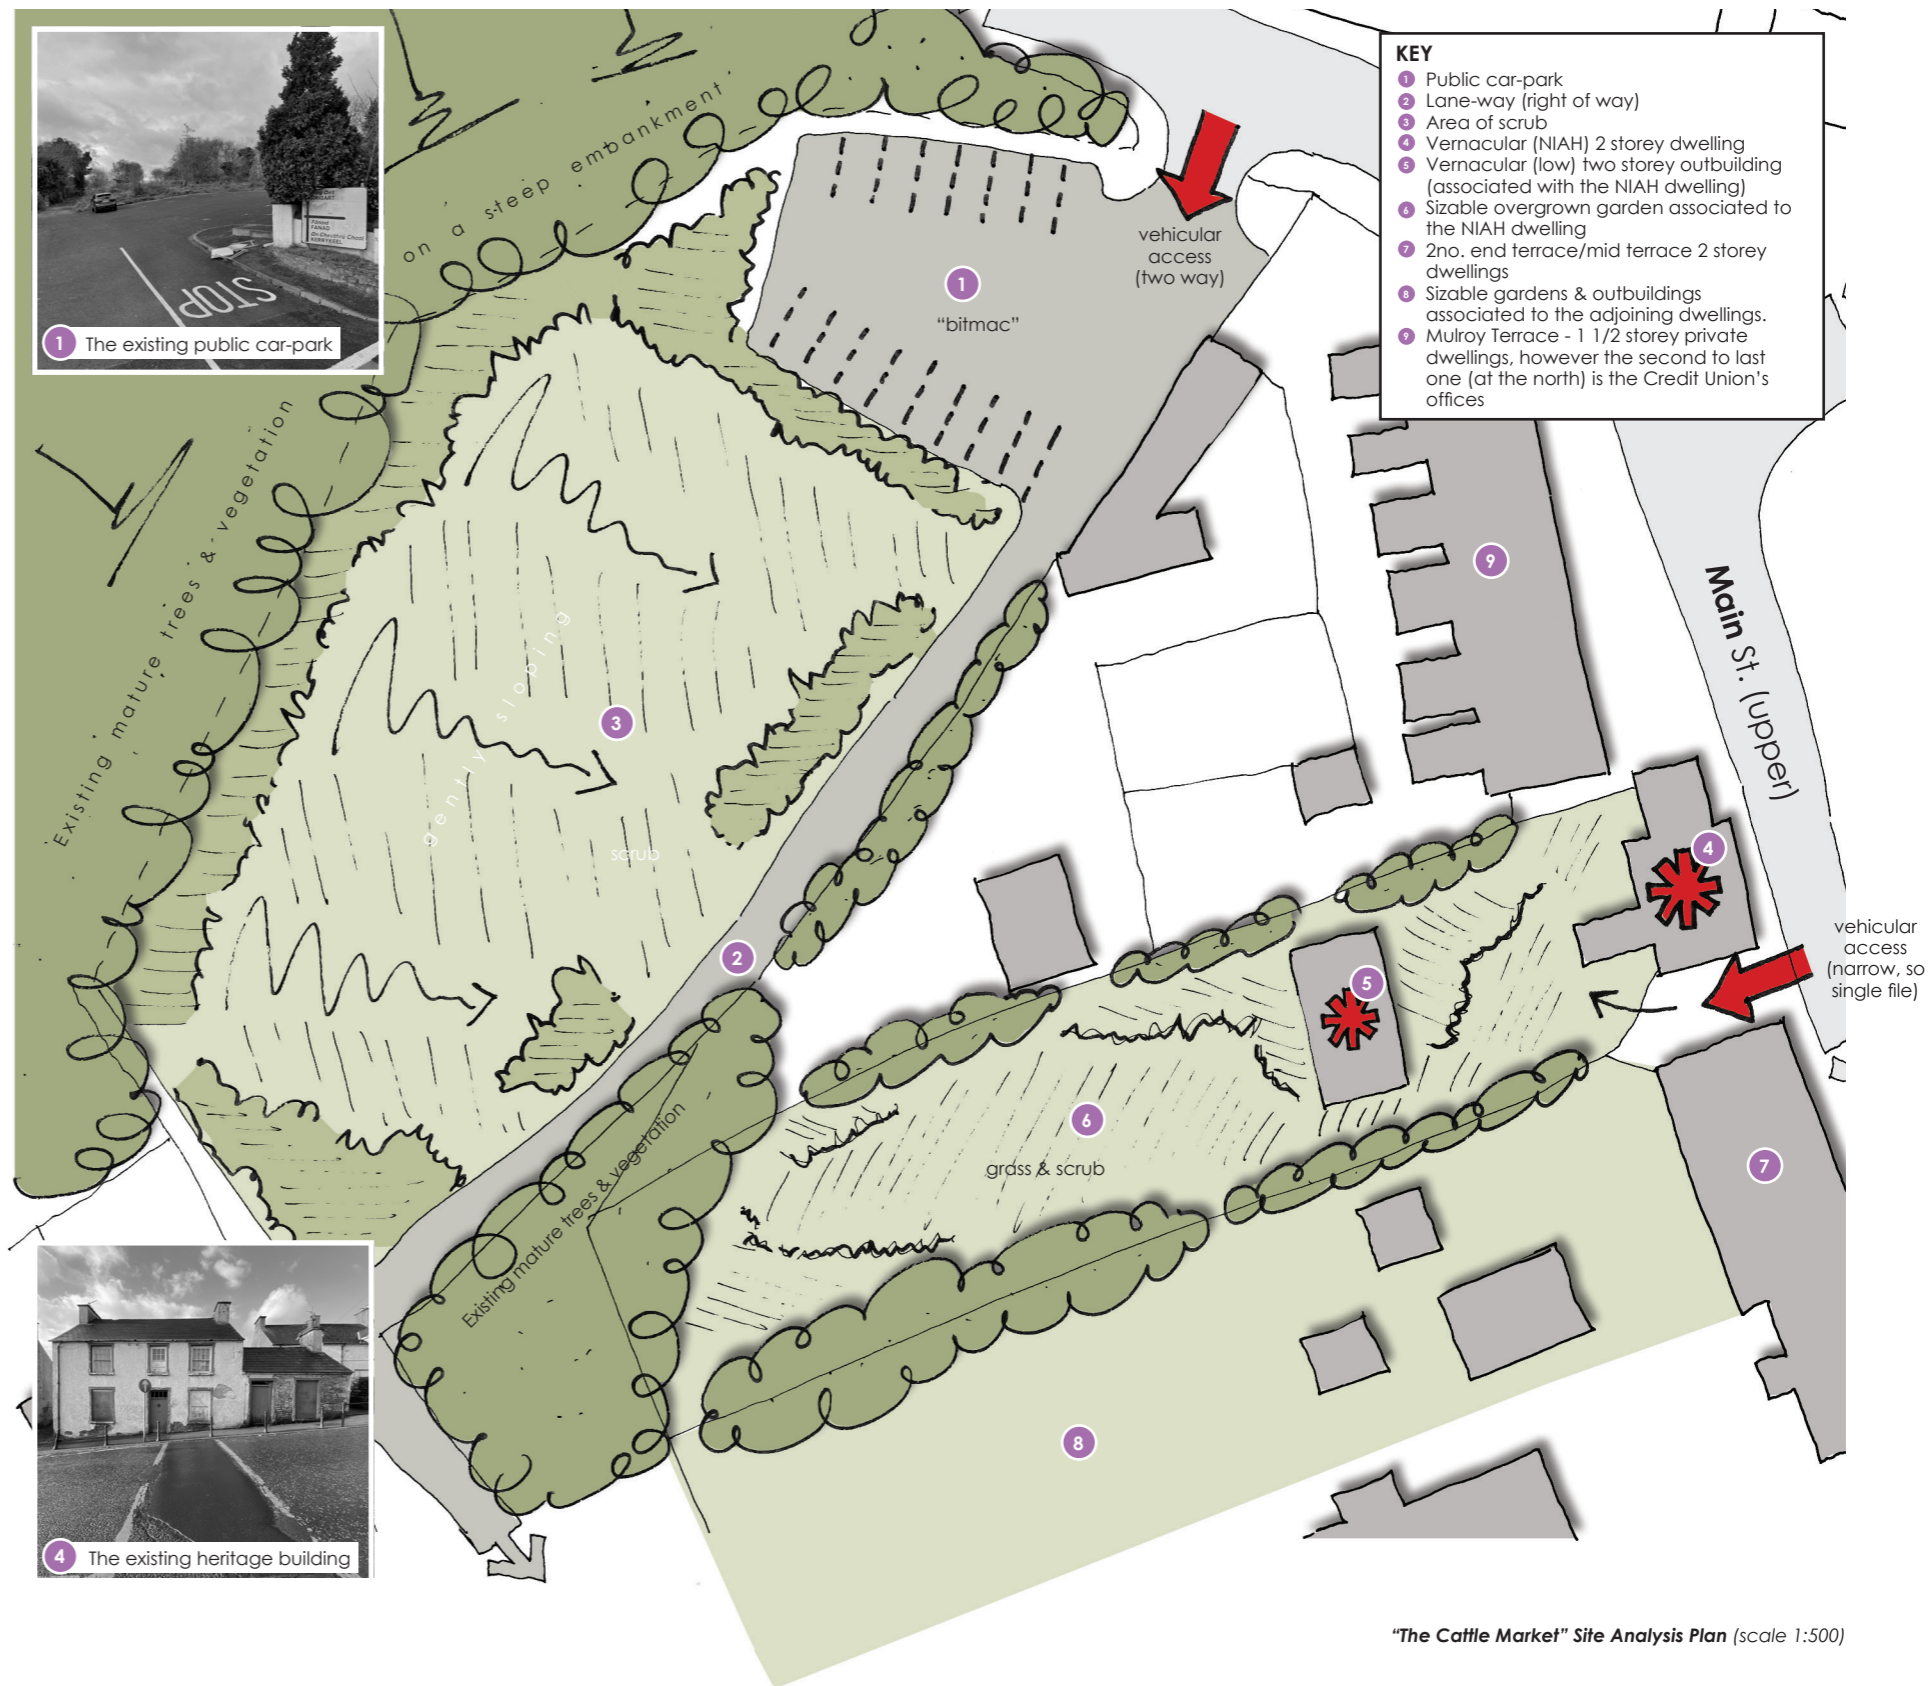 KEY
1 Public car-park
2 Lane-way (right of way)
3 Area of scrub
4 Vernacular (NIAH) 2 storey dwelling
5 Vernacular (low) two storey outbuilding
(associated with the NIAH dwelling)
6 Sizable overgrown garden associated to
the NIAH dwelling
7 2no. end terrace/mid terrace 2 storey
dwellings
8 Sizable gardens & outbuildings
associated to the adjoining dwellings.
9 Mulroy Terrace - 1 1/2 storey private
dwellings, however the second to last
one (at the north) is the Credit Union's
offices
STOP
FANAD
KERRYKEEL
1 The existing public car-park
Existing mature trees & vegetation
on a steep embankment
vehicular
access
(two way)
1
"bitmac"
gently sloping
3
scrub
2
9
Main St. (upper)
4
vehicular
access
(narrow, so
single file)
5
6
grass & scrub
7
Existing mature trees & vegetation
8
4 The existing heritage building
"The Cattle Market" Site Analysis Plan (scale 1:500)